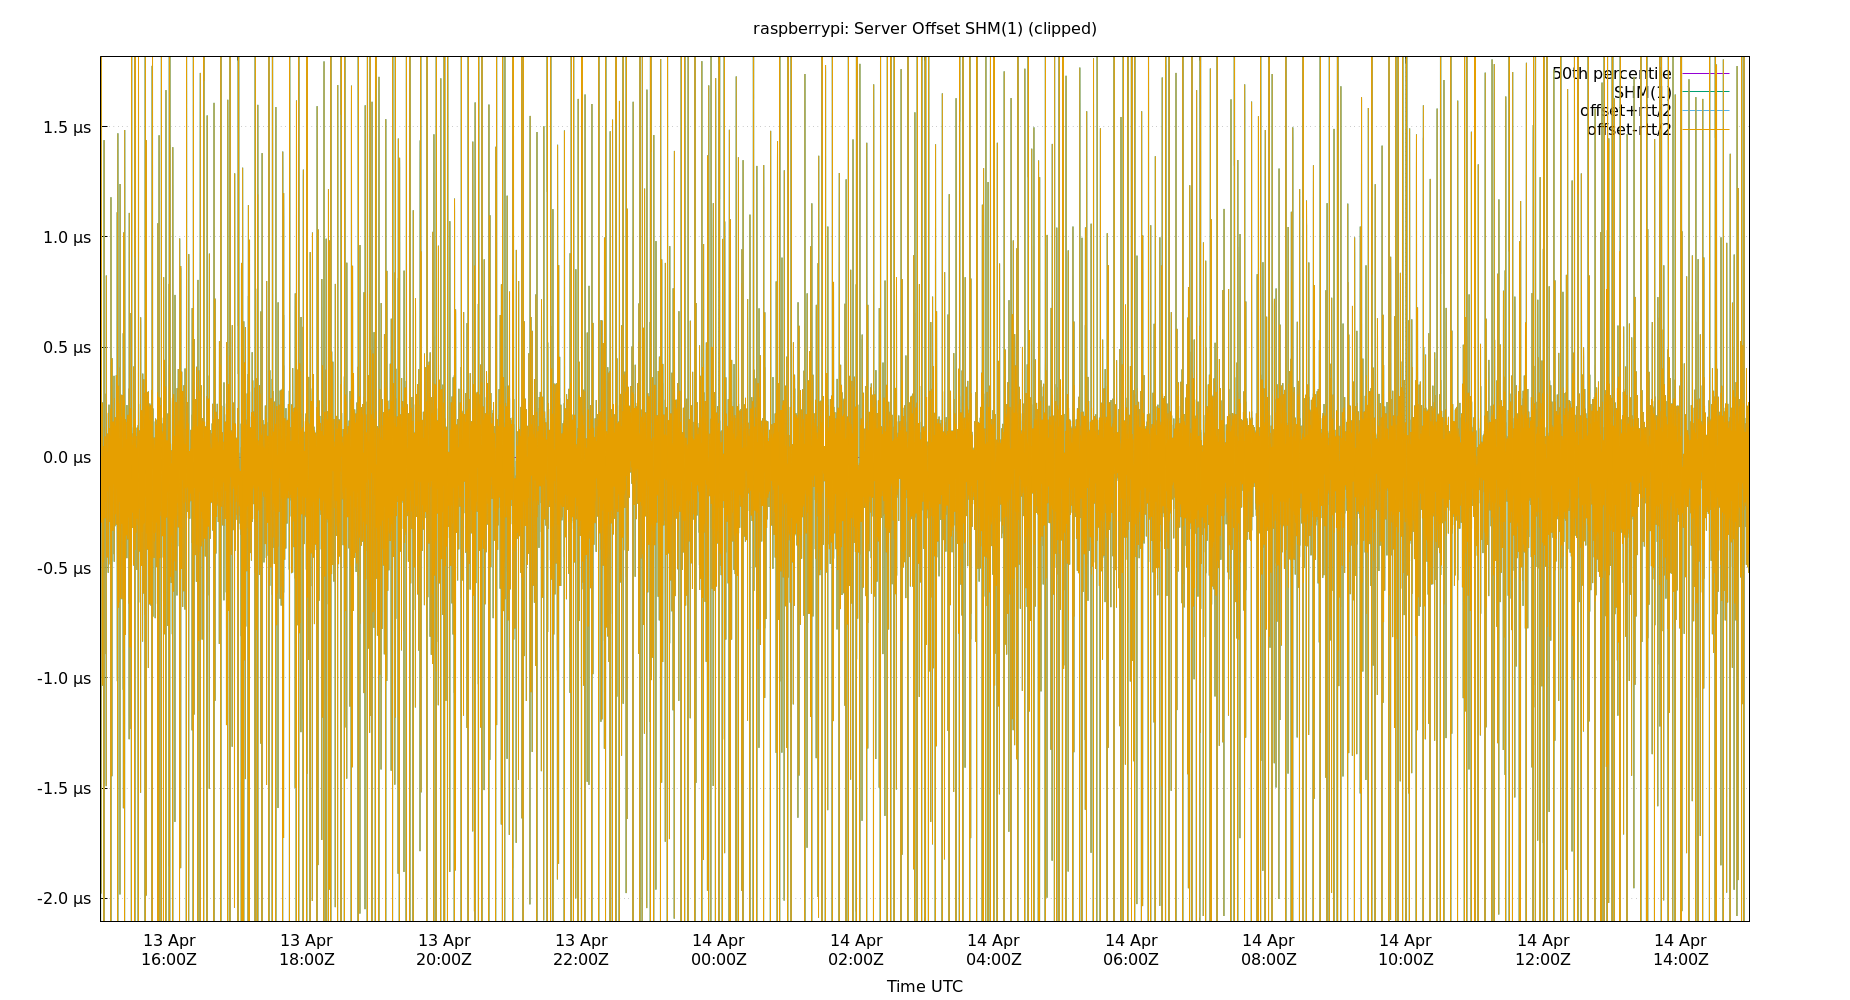 raspberrypi: Server Offset SHM(1) (clipped)
50th percentile
SHM(1)
offset+rtt/2
offset-rtt/2
1.5 µs
1.0 µs
0.5 µs
0.0 µs
-0.5 µs
-1.0 µs
-1.5 µs
-2.0 µs
13 Apr 13 Apr 13 Apr 13 Apr 14 Apr 14 Apr 14 Apr 14 Apr 14 Apr 14 Apr 14 Apr 14 Apr
16:00Z 18:00Z 20:00Z 22:00Z 00:00Z 02:00Z 04:00Z 06:00Z 08:00Z 10:00Z 12:00Z 14:00Z
Time UTC